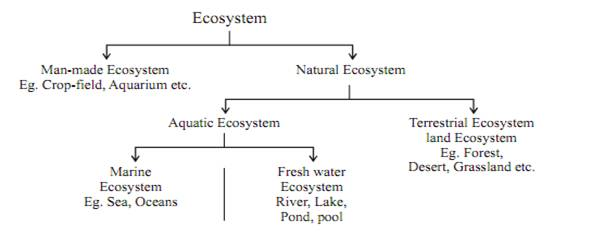 Ecosystem
Man-made Ecosystem
Eg. Crop-field, Aquarium etc.
Natural Ecosystem
Aquatic Ecosystem
Terrestrial Ecosystem
land Ecosystem
Eg. Forest,
Desert, Grassland etc.
Marine
Ecosystem
Eg. Sea, Oceans
Fresh water
Ecosystem
River, Lake,
Pond, pool